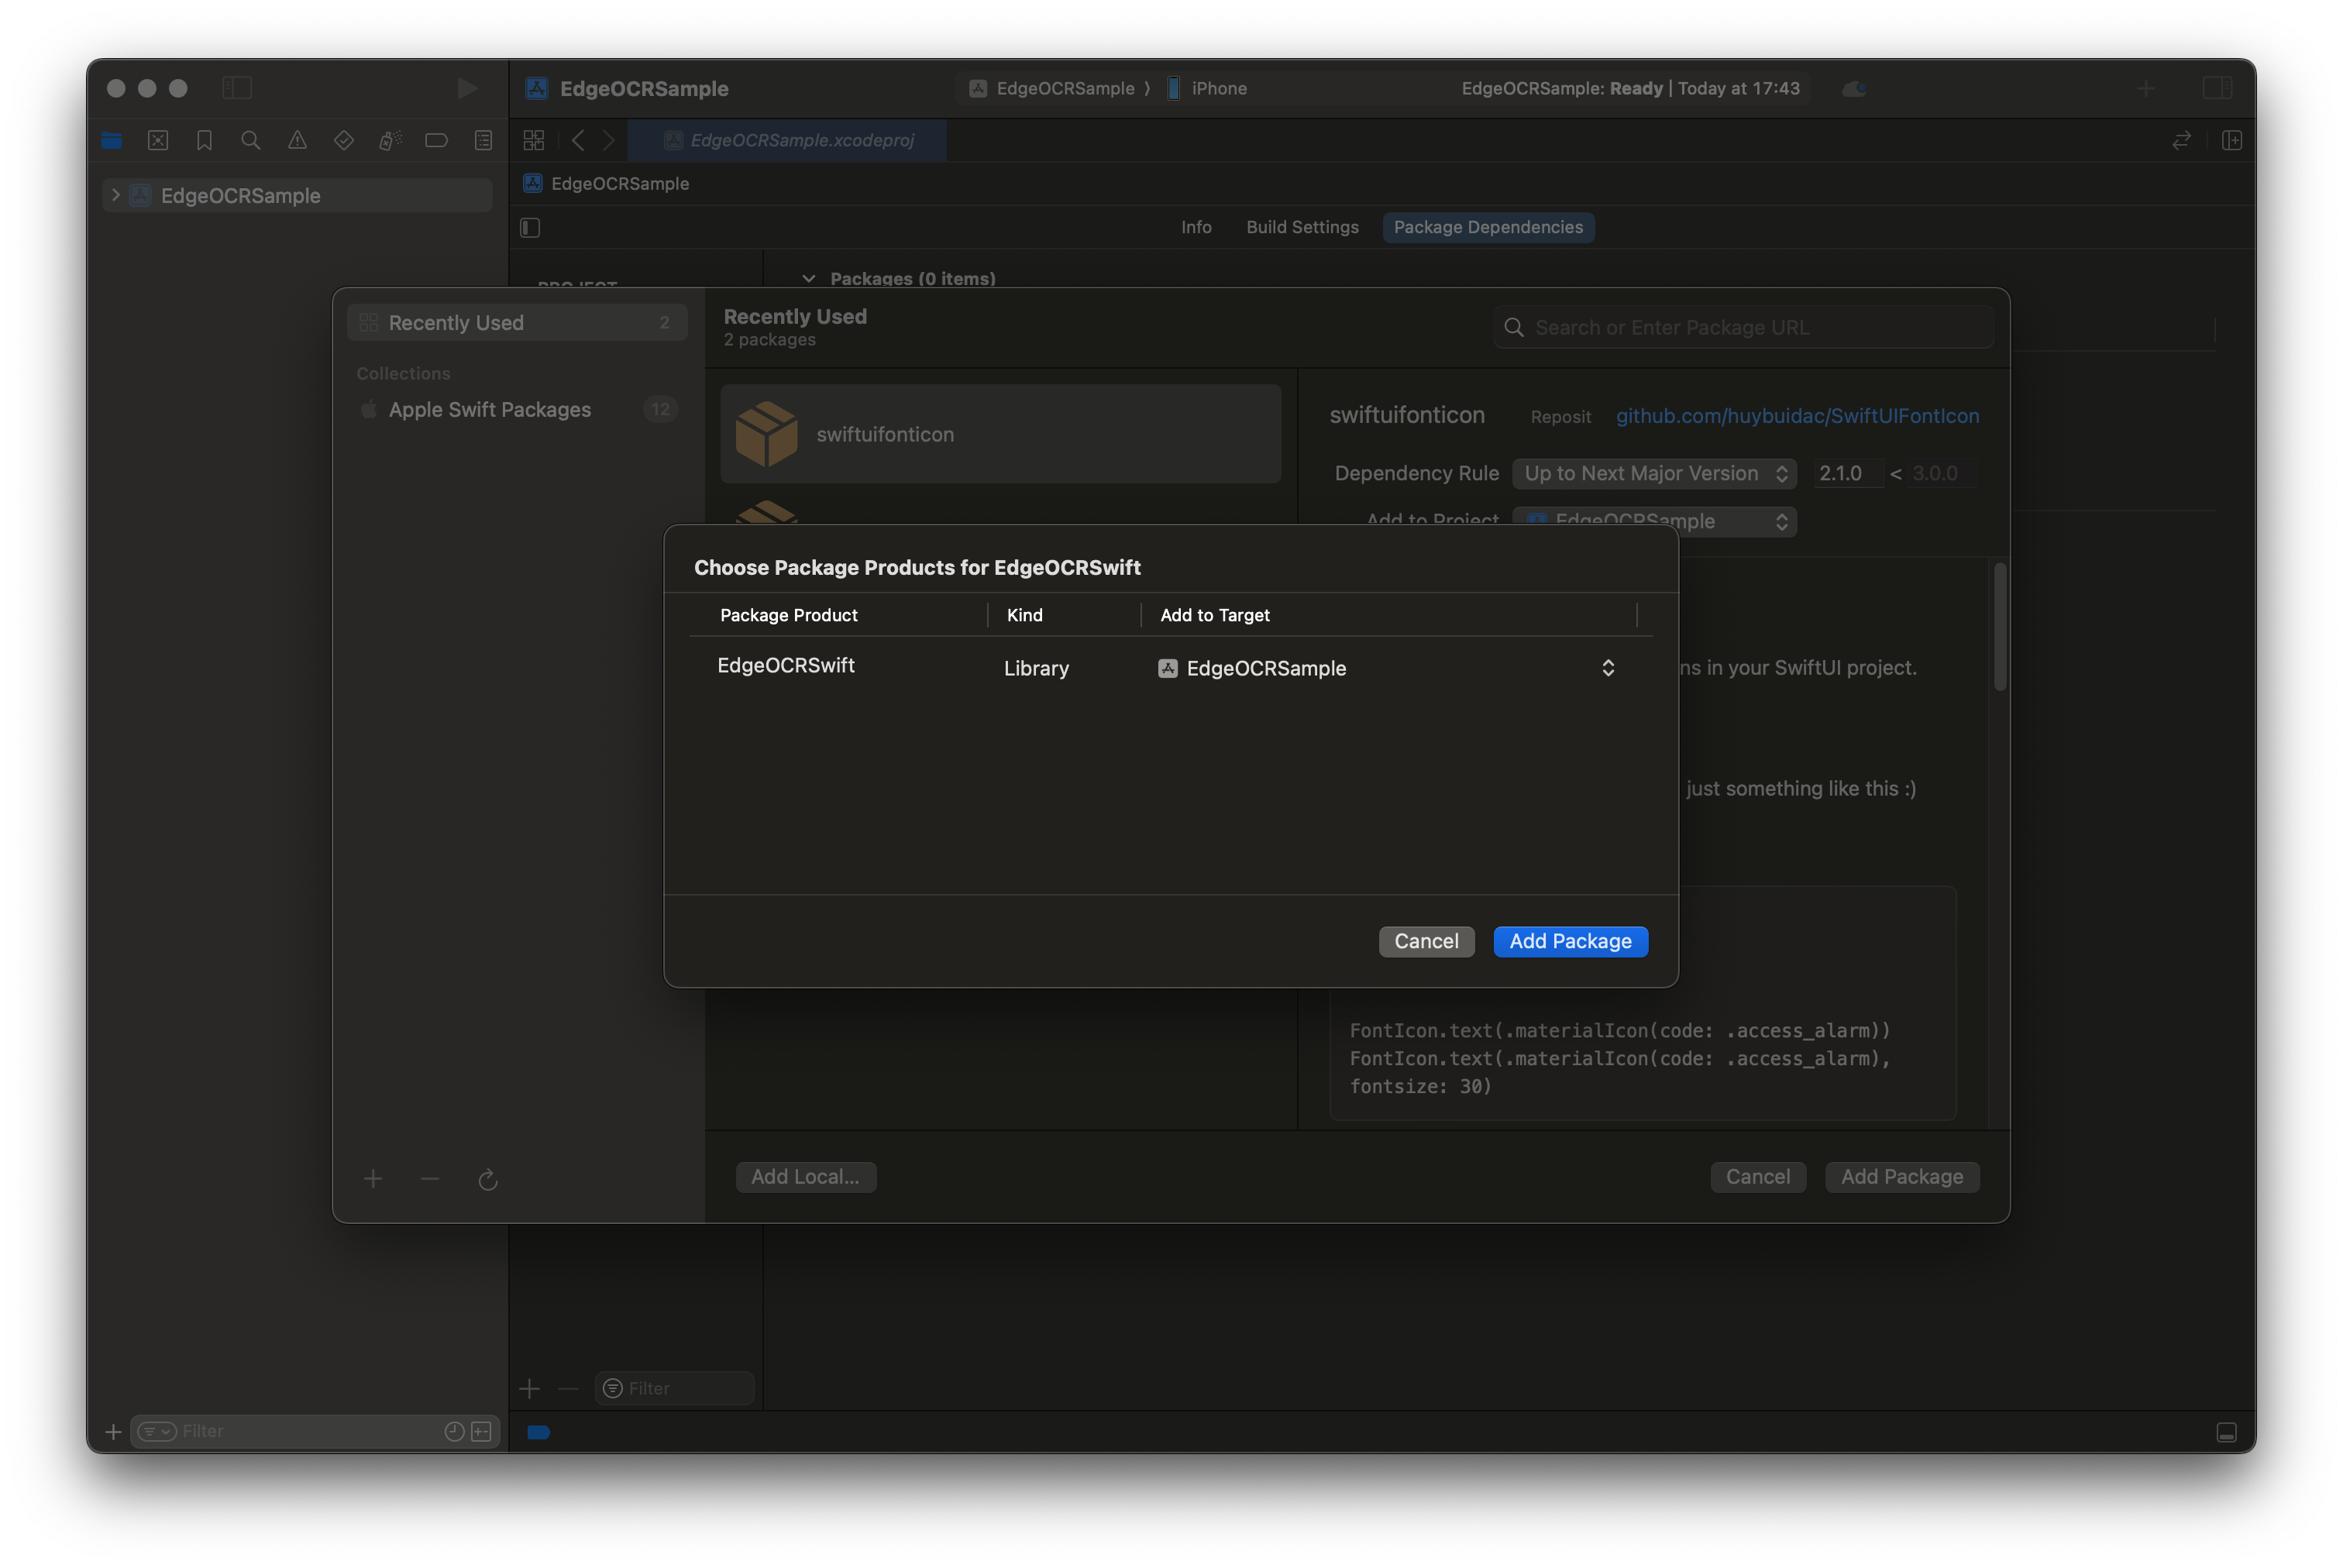 EdgeOCRSample
EdgeOCRSample
iPhone
EdgeOCRSample: Ready | Today at 17:43
EdgeOCRSample.xcodeproj
EdgeOCRSample
EdgeOCRSample
Info
Build Settings
Package Dependencies
PROJECT
Packages (0 items)
Recently Used
2
Collections
Apple Swift Packages
12
Recently Used
2 packages
Search or Enter Package URL
swiftuifonticon
swiftuifonticon
Reposit
github.com/huybuidac/SwiftUIFontIcon
Dependency Rule
Up to Next Major Version
2.1.0 < 3.0.0
Add to Project
EdgeOCRSample
Choose Package Products for EdgeOCRSwift
Package Product
Kind
Add to Target
EdgeOCRSwift
Library
EdgeOCRSample
ns in your SwiftUI project.
just something like this :)
Cancel
Add Package
FontIcon.text(.materialIcon(code: .access_alarm))
FontIcon.text(.materialIcon(code: .access_alarm),
fontsize: 30)
Add Local...
Cancel
Add Package
Filter
Filter